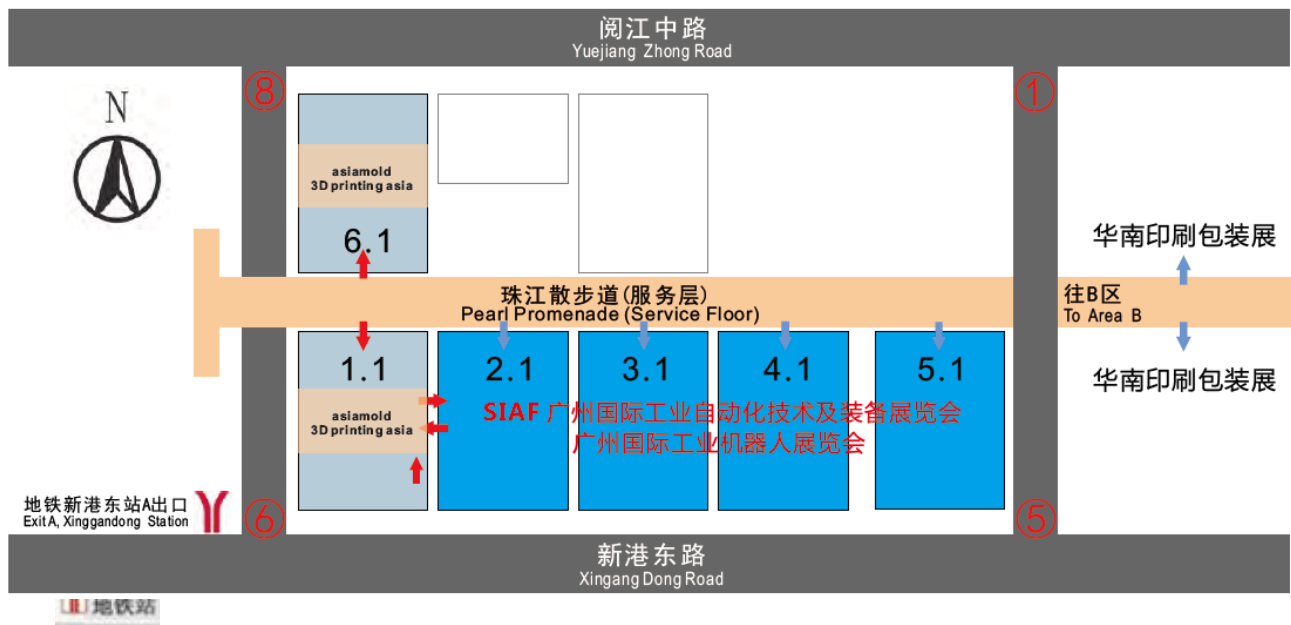 阅江中路
Yuejiang Zhong Road
⑧
①
N
asiamold
3D printing asia
6.1
华南印刷包装展
珠江散步道(服务层)
Pearl Promenade (Service Floor)
往B区
To Area B
1.1
2.1
3.1
4.1
5.1
华南印刷包装展
asiamold
3D printing asia
SIAF 广州国际工业自动化技术及装备展览会
广州国际工业机器人展览会
地铁新港东站A出口
Exit A, Xinggandong Station
⑥
⑤
新港东路
Xingang Dong Road
地铁站